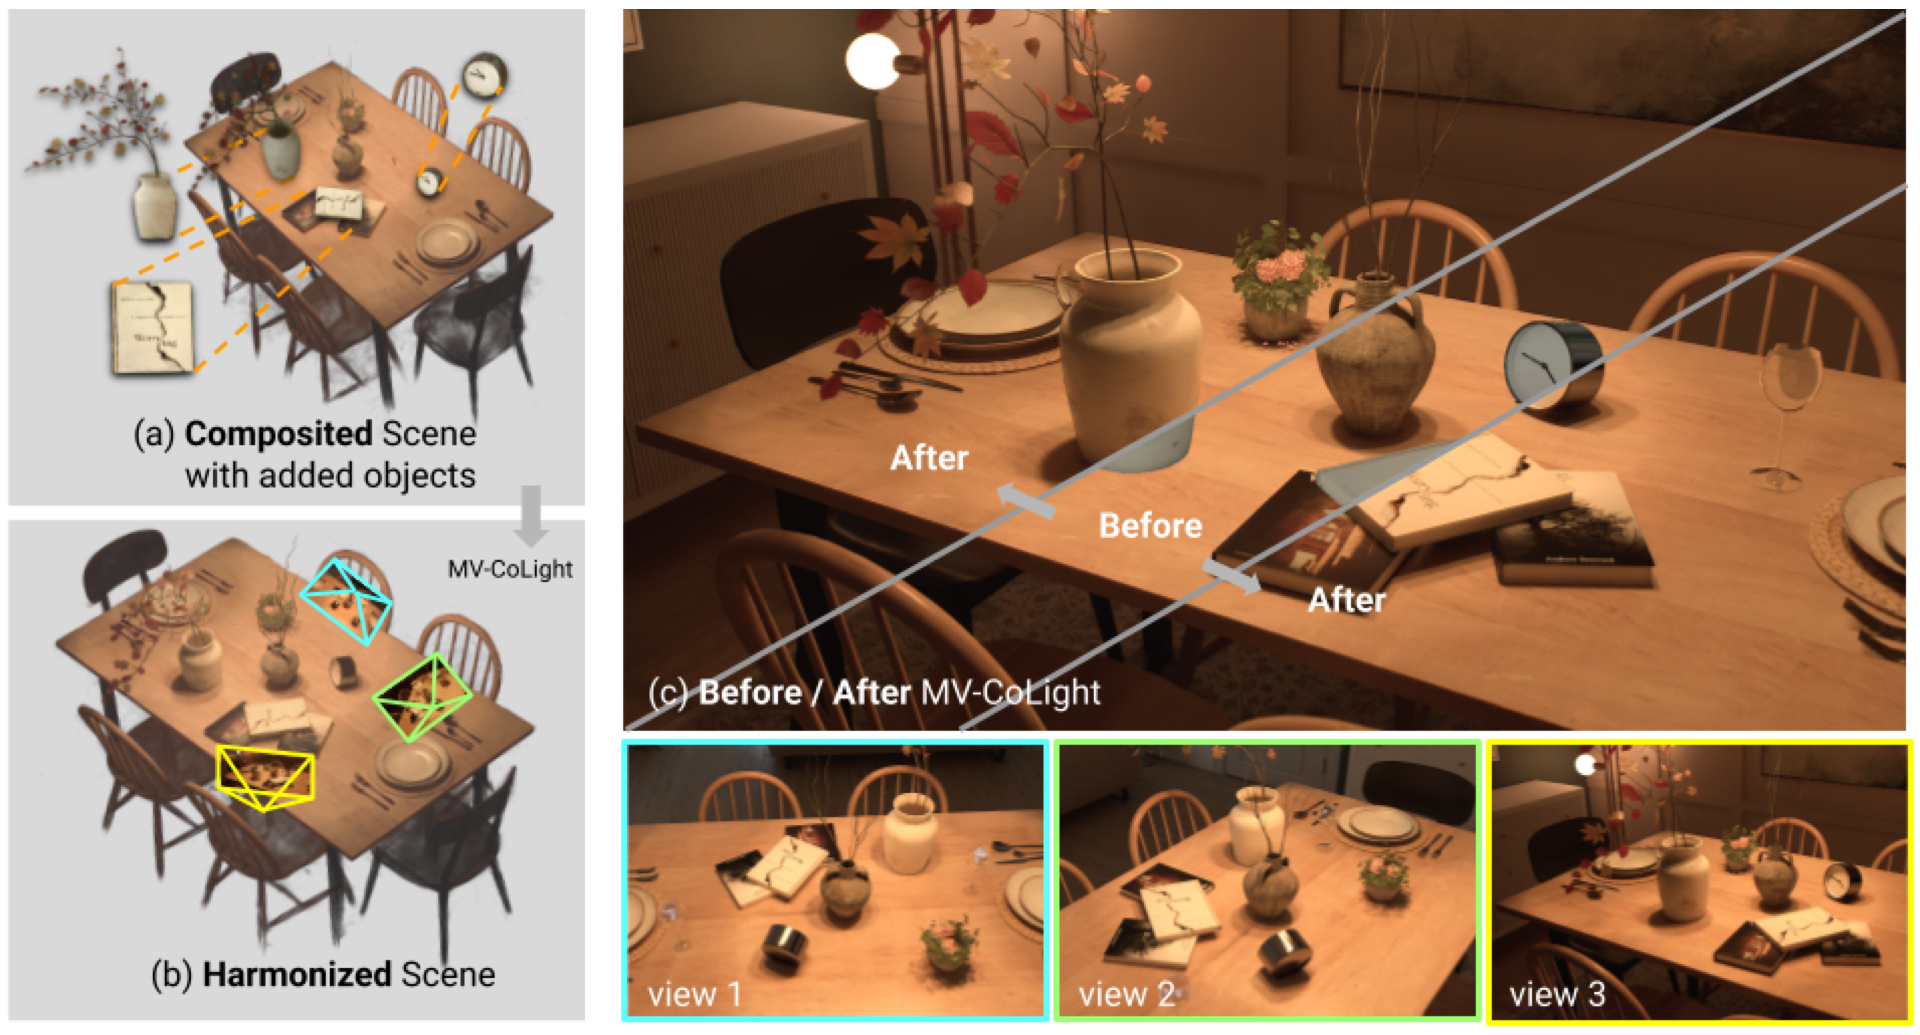 (a) Composited Scene
with added objects
MV-CoLight
(b) Harmonized Scene
After
Before
After
(c) Before / After MV-CoLight
view 1
view 2
view 3